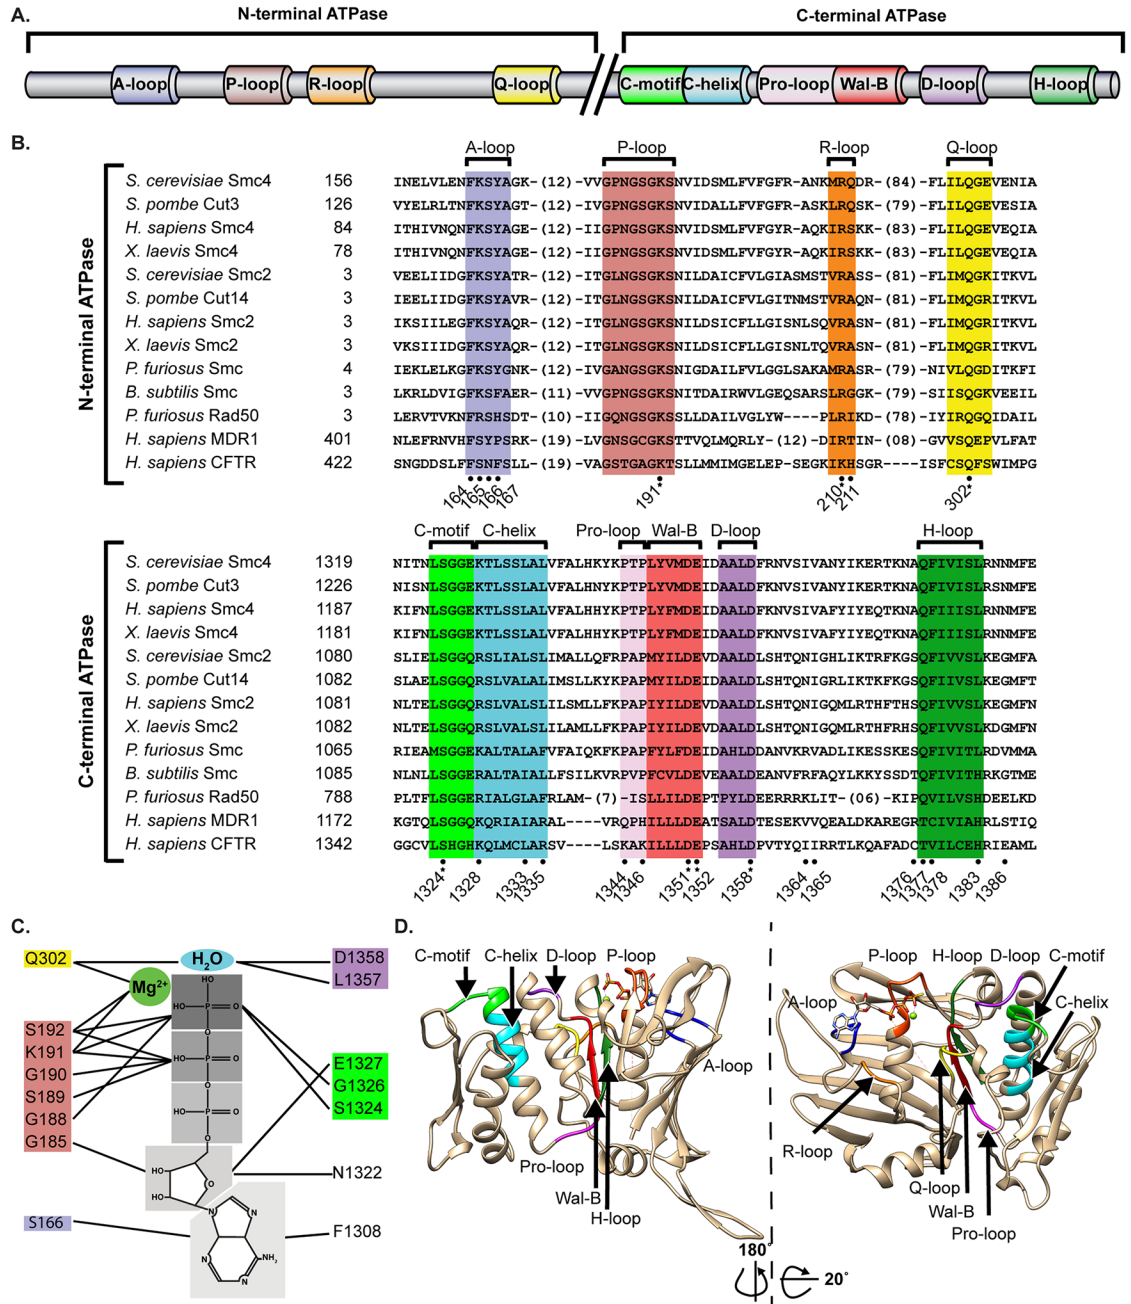 A.
N-terminal ATPase
C-terminal ATPase
A-loop P-loop R-loop Q-loop C-motif C-helix Pro-loop Wal-B D-loop H-loop
B.
A-loop P-loop R-loop Q-loop
N-terminal ATPase
S. cerevisiae Smc4 156 INELVLENFKSYAGK-(12)-VVGPNGSGKSNVIDSMLFVFGFR-ANKMRQDR-(84)-FLILQGEVENIA
S. pombe Cut3 126 VYELRLTNFKSYAGT-(12)-IVGPNGSGKSNVIDALLFVFGFR-ASKLRQSK-(79)-FLILQGEVESIA
H. sapiens Smc4 84 ITHIVNQNFKSYAGE-(12)-IIGPNGSGKSNVIDSMLFVFGYR-AQKIRSKK-(83)-FLILQGEVEQIA
X. laevis Smc4 78 ITHIVNQNFKSYAGE-(12)-IIGPNGSGKSNVIDSMLFVFGYR-AQKIRSKK-(83)-FLILQGEVEQIA
S. cerevisiae Smc2 3 VEELIIDGFKSYATR-(12)-ITGLNGSGKSNILDAICFVLGIASMSTVRASS-(81)-FLIMQGKITKVL
S. pombe Cut14 3 IEELIIDGFKSYAVR-(12)-ITGLNGSGKSNILDAICFVLGITNMSTVRAQN-(81)-FLIMQGRITKVL
H. sapiens Smc2 3 IKSIILEGFKSYAQR-(12)-ITGLNGSGKSNILDSICFLLGISNLSQVRASN-(81)-FLIMQGRITKVL
X. laevis Smc2 3 VKSIIIDGFKSYAQR-(12)-ITGLNGSGKSNILDSICFLLGISNLTQVRASN-(81)-FLIMQGRITKVL
P. furiosus Smc 4 IEKLELKGFKSYGNK-(12)-IVGANGSGKSNIGDAILFVLGGLSAKAMRASR-(79)-NIVLQGDITKFI
B. subtilis Smc 3 LKRLDVIGFKSFAER-(11)-VVGPNGSGKSNITDAIRWVLGEQSARSLRGGK-(79)-SIISQGKVEEIL
P. furiosus Rad50 3 LERVTVKNFRSHSDT-(10)-IIGQNGSGKSSLLDAILVGLYW----PLRIKD-(78)-IYIRQGQIDAIL
H. sapiens MDR1 401 NLEFRNVHFSYPSRK-(19)-LVGNSGCGKSTTVQLMQRLY-(12)-DIRTIN-(08)-GVVSQEPVLFAT
H. sapiens CFTR 422 SNGDDSLFFSNFSLL-(19)-VAGSTGAGKTSLLMMIMGELEP-SEGKIKHSGR----ISFCSQFSWIMPG
164 165 166 167 191* 210* 211 302*
C-motif C-helix Pro-loop Wal-B D-loop H-loop
C-terminal ATPase
S. cerevisiae Smc4 1319 NITNLSGGEKTLSSLALVFALHKYKPTPLYVMDEIDAALDFRNVSIVANYIKERTKNAQFIVISLRNNMFE
S. pombe Cut3 1226 NISNLSGGEKTLSSLALVFALHNYKPTPLYVMDEIDAALDFKNVSIVANYIKERTKNAQFIVISLRSNMFE
H. sapiens Smc4 1187 KIFNLSGGEKTLSSLALVFALHHYKPTPLYFMDEIDAALDFKNVSIVAFYIYEQTKNAQFIIISLRNNMFE
X. laevis Smc4 1181 KIFNLSGGEKTLSSLALVFALHHYKPTPLYFMDEIDAALDFKNVSIVAFYIYEQTKNAQFIIISLRNNMFE
S. cerevisiae Smc2 1080 SLIELSGGQRSLIALSLIMALLQFRPAPMYILDEVDAALDLSHTQNIGHLIKTRFKGSQFIVVSLKEGMFA
S. pombe Cut14 1082 SLAELSGGQRSLVALSLIMSLLKYKPAPMYILDEIDAALDLSHTQNIGRLIKTKFKGSQFIIVSLKEGMFT
H. sapiens Smc2 1081 NLTELSGGQRSLVALSLILSMLLFKPAPIYILDEVDAALDLSHTQNIGQMLRTHFTHSQFIVVSLKEGMFN
X. laevis Smc2 1082 NLTELSGGQRSLVALSLILAMLLFKPAPIYILDEVDAALDLSHTQNIGQMLRTHFRHSQFIVVSLKDGMFN
P. furiosus Smc 1065 RIEAMSGGEKALTALAFVFAIQKFKPAPFYLFDEIDAHLDDANVKRVADLIKESSKESQFIVITLRDVMMA
B. subtilis Smc 1085 NLNLLSGGERALTAIALLFSILKVRPVPFCVLDEVEAALDEANVFRFAQYLKKYSSDTQFIVITHRKGTME
P. furiosus Rad50 788 PLTFLSGGERIALGLAFRLAM-(7)-ISLLILDEPTPYLDEERRRKLIT-(06)-KIPQVILVSHDEELKD
H. sapiens MDR1 1172 KGTQLSGGQKQRIAIARAL----VRQPHILLLDEATSALDTESEKVVQEALDKAREGRTCIVIAHRLSTIQ
H. sapiens CFTR 1342 GGCVLSHGHKQLMCLARSV----LSKAKILLLDEPSAHLDPVTYQIIRRTLKQAFADCTVILCEHRIEAML
1324* 1328 1333 1335 1344 1346 1351* 1352 1358* 1364 1365 1376 1377 1378 1383 1386
C.
Q302
H2O
D1358
L1357
Mg2+
S192
K191
G190
S189
G188
G185
E1327
G1326
S1324
N1322
S166
F1308
HO
HO P O
O
HO P O
O
HO P O
O
HO
HO
O
N N
N
N
NH2
D.
C-motif C-helix D-loop P-loop
A-loop
Pro-loop
Wal-B
H-loop
180°
20°
P-loop H-loop D-loop C-motif
A-loop
C-helix
R-loop
Q-loop
Wal-B
Pro-loop